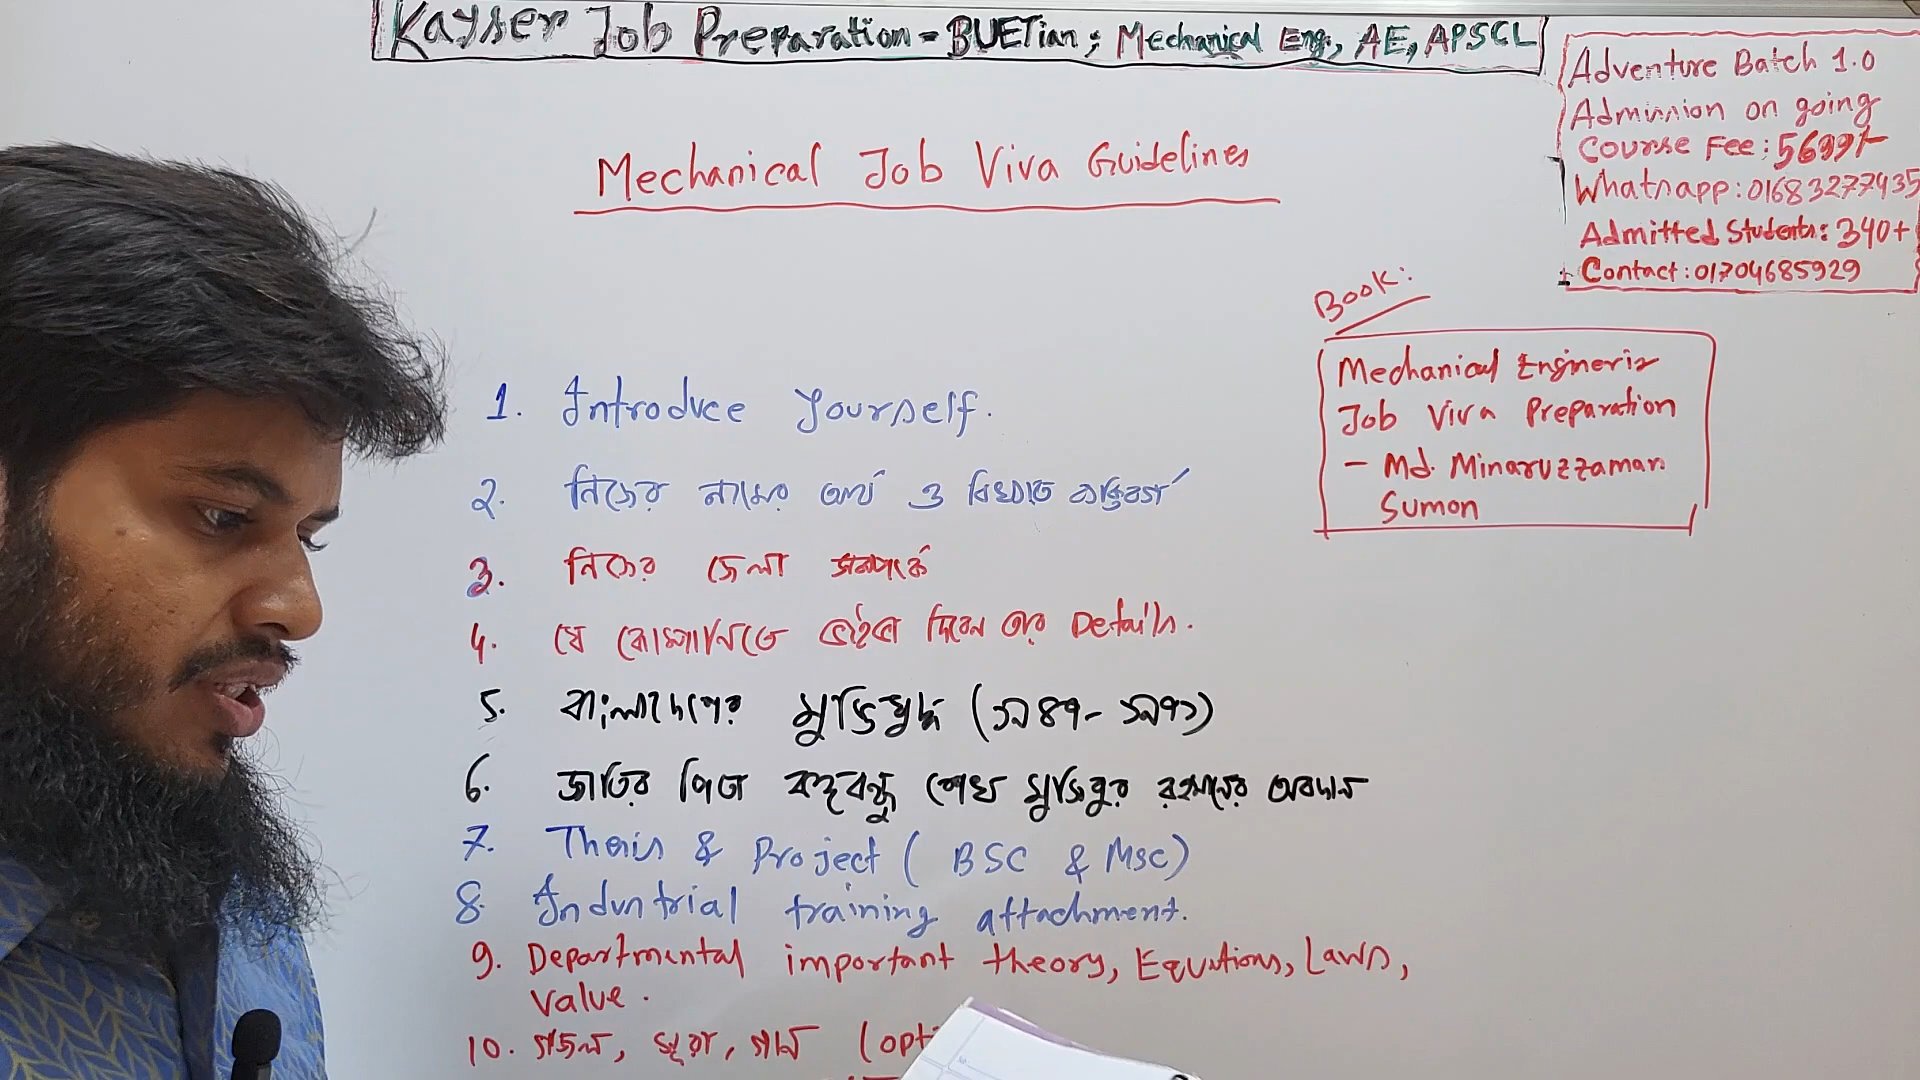 Kayser Job Preparation - BUETian; Mechanical Eng., AE, APSCL
Adventure Batch 1.0
Admission on going
Course Fee: 5699/-
Whatsapp: 01683277435
Admitted Students: 340+
Contact: 01704685929
Mechanical Job Viva Guidelines
Book:
Mechanical Engineering
Job Viva Preparation
- Md. Minaruzzaman
Sumon
1. Introduce Yourself.
2. নিজের নামের অর্থ ও বিখ্যাত ব্যক্তিবর্গ
3. নিজের জেলা সম্পর্কে
4. যে কোম্পানিতে ভাইভা দিবেন তার Details.
5. বাংলাদেশের মুক্তিযুদ্ধ (১৯৪৭- ১৯৭১)
6. জাতির পিতা বঙ্গবন্ধু শেখ মুজিবুর রহমানের অবদান
7. Thesis & Project ( BSC & Msc)
8. Industrial training attachment.
9. Departmental important theory, Equations, Laws,
Value.
10. গজল, সূরা, গান (opt